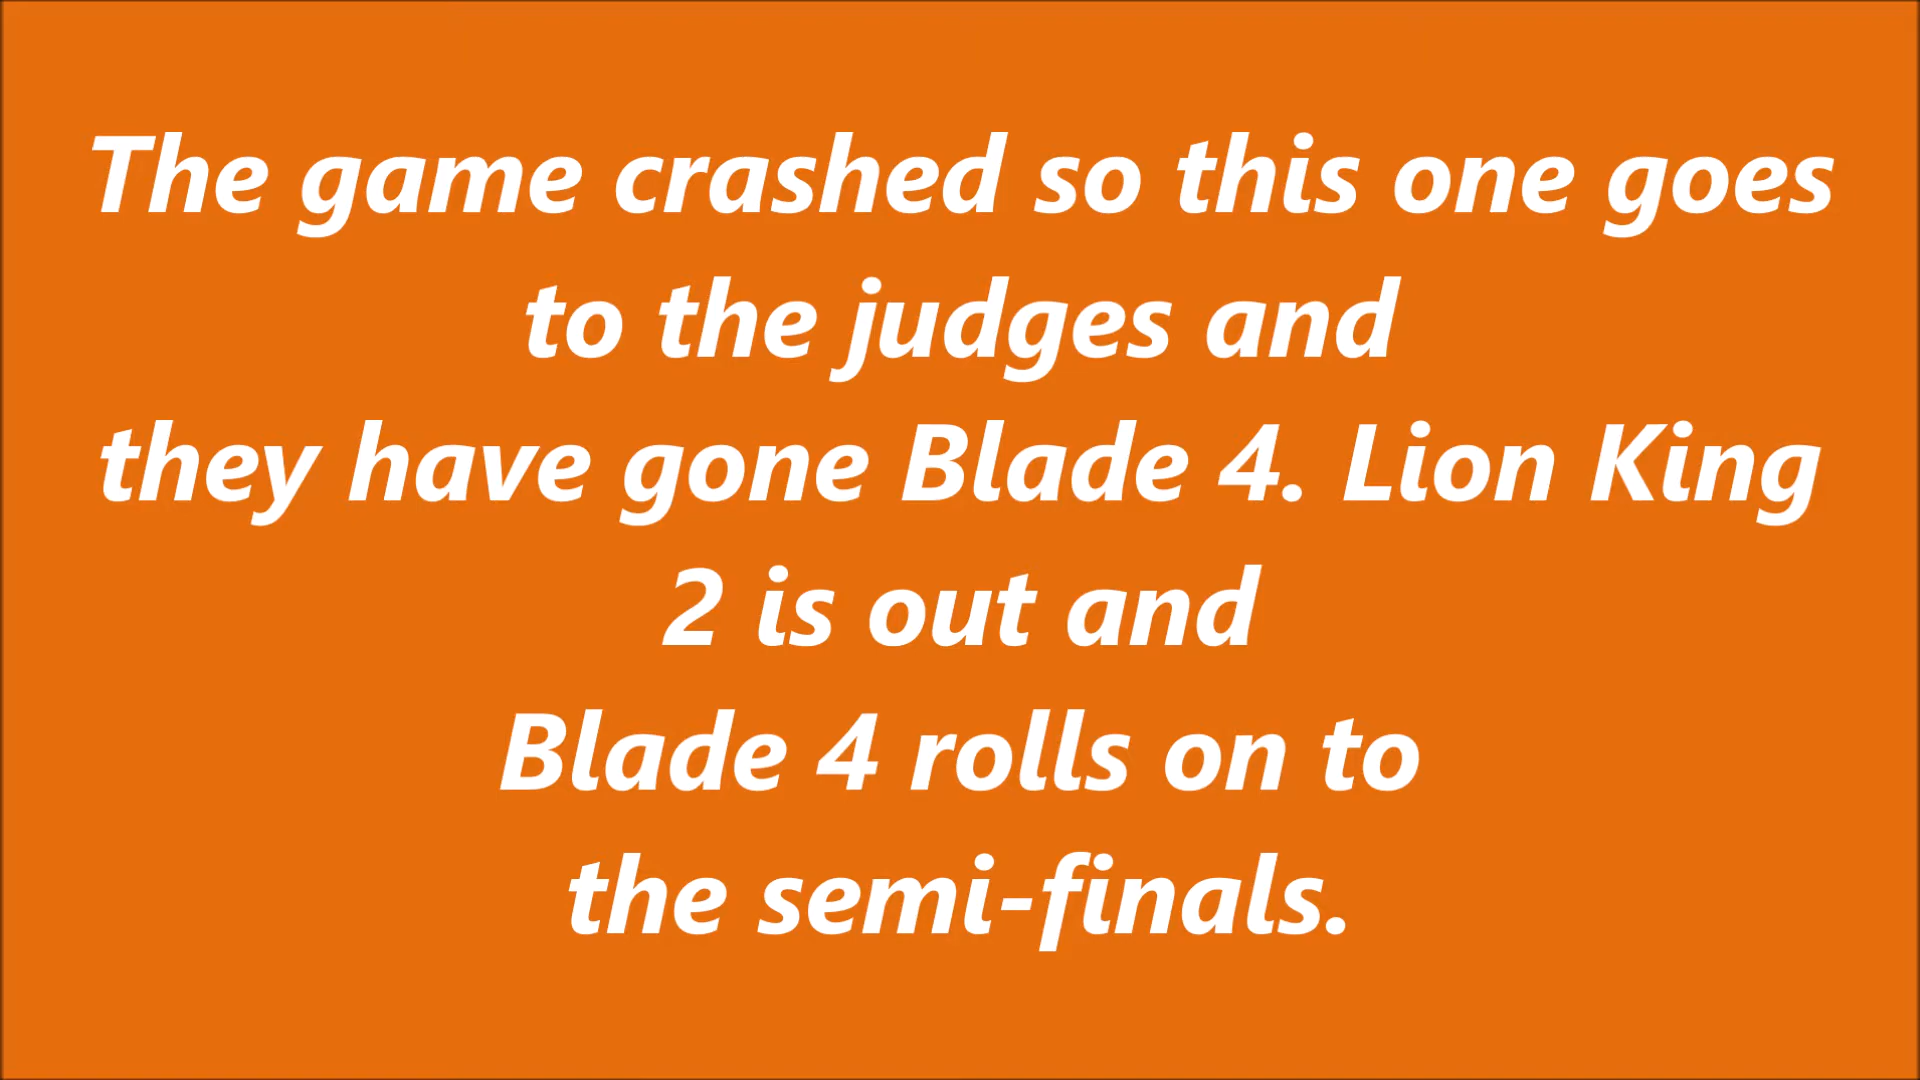 The game crashed so this one goes
to the judges and
they have gone Blade 4. Lion King
2 is out and
Blade 4 rolls on to
the semi-finals.